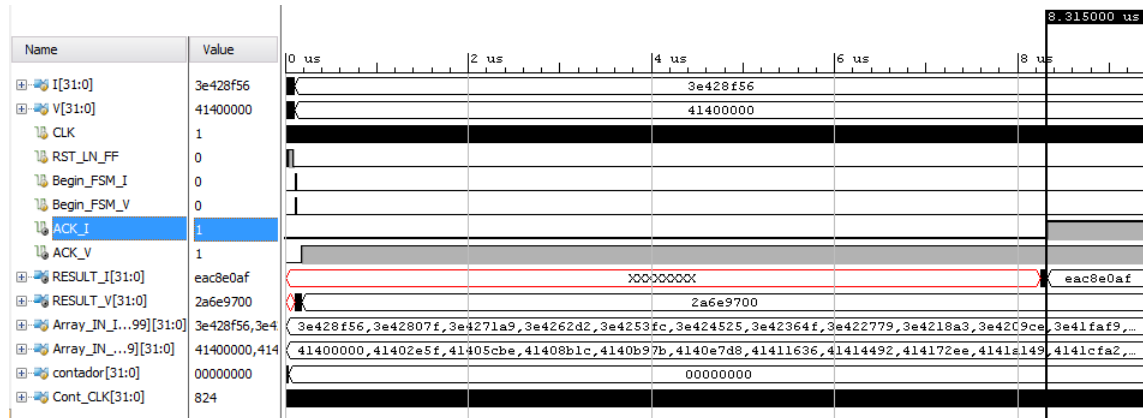 8.315000 us
Name Value
0 us 2 us 4 us 6 us 8 us
I[31:0] 3e428f56 3e428f56
V[31:0] 41400000 41400000
CLK 1
RST_LN_FF 0
Begin_FSM_I 0
Begin_FSM_V 0
ACK_I 1
ACK_V 1
RESULT_I[31:0] eac8e0af XXXXXXXX eac8e0af
RESULT_V[31:0] 2a6e9700 2a6e9700
Array_IN_I...99][31:0] 3e428f56,3e4 3e428f56,3e42807f,3e4271a9,3e4262d2,3e4253fc,3e424525,3e42364f,3e422779,3e4218a3,3e4209ce,3e41faf9,...
Array_IN_...9][31:0] 41400000,414 41400000,41402e5f,41405cbe,41408b1c,4140b97b,4140e7d8,41411636,41414492,414172ee,4141a149,4141cfa2,...
contador[31:0] 00000000 00000000
Cont_CLK[31:0] 824